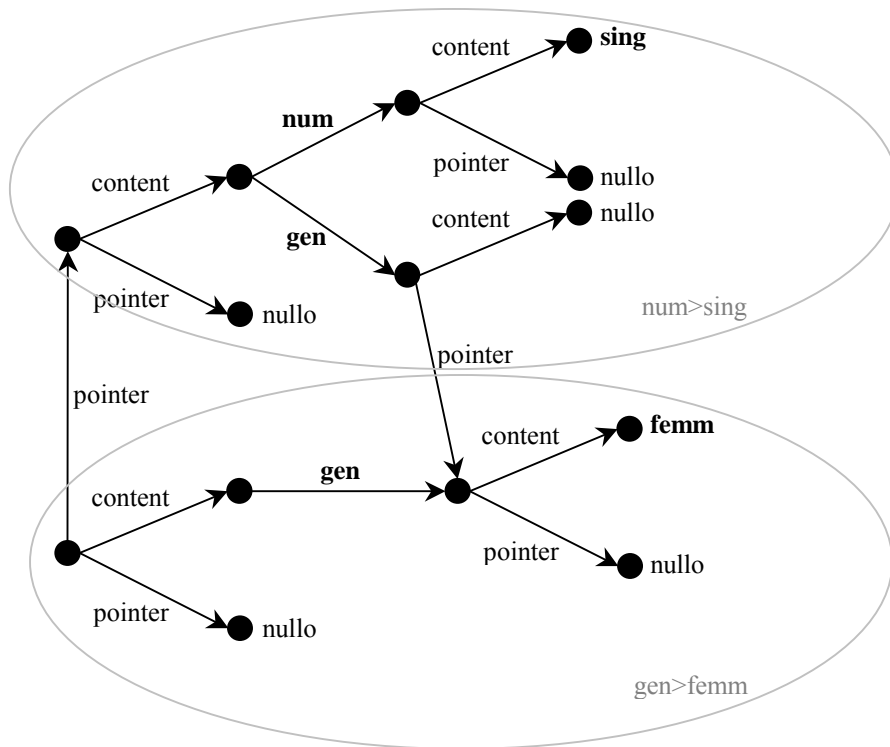 content
sing
num
pointer
nullo
content
content
nullo
gen
pointer
nullo
num>sing
pointer
pointer
content
femm
gen
content
pointer
nullo
pointer
nullo
gen>femm